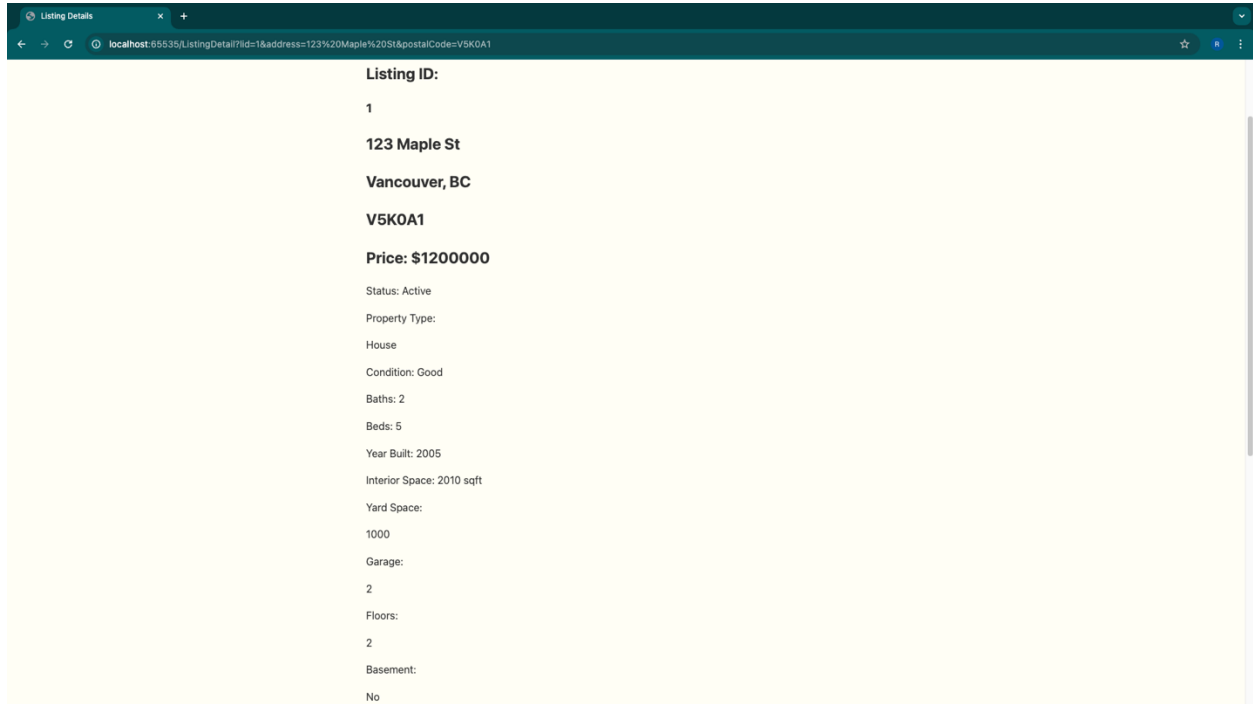 Listing Details
localhost:65535/ListingDetail?lid=1&address=123%20Maple%20St&postalCode=V5K0A1
R
Listing ID:
1
123 Maple St
Vancouver, BC
V5K0A1
Price: $1200000
Status: Active
Property Type:
House
Condition: Good
Baths: 2
Beds: 5
Year Built: 2005
Interior Space: 2010 sqft
Yard Space:
1000
Garage:
2
Floors:
2
Basement:
No